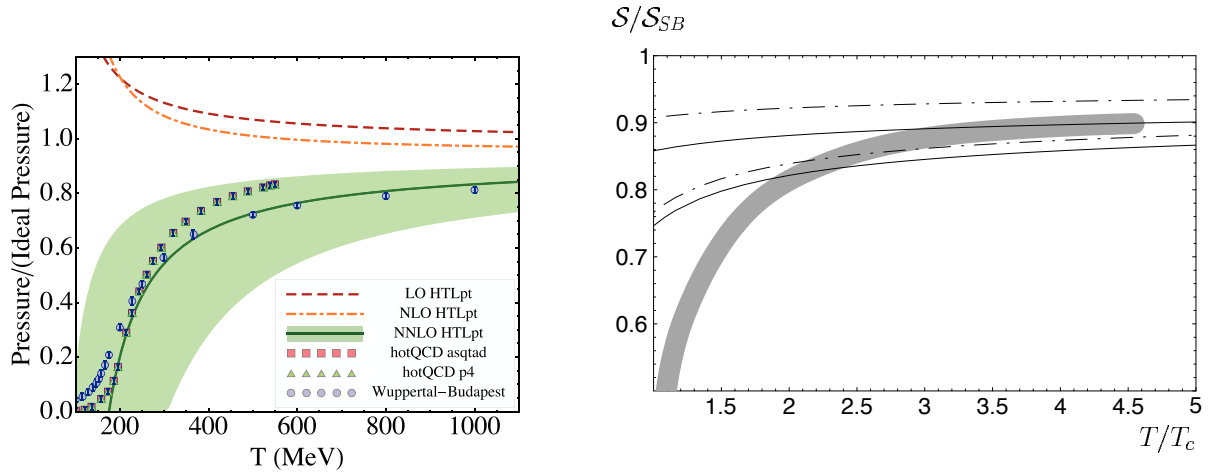 Pressure/(Ideal Pressure)
1.2
1.0
0.8
0.6
0.4
0.2
0.0
LO HTLpt
NLO HTLpt
NNLO HTLpt
hotQCD asqtad
hotQCD p4
Wuppertal−Budapest
200
400
600
800
1000
T (MeV)
S/S_SB
1
0.9
0.8
0.7
0.6
1.5
2
2.5
3
3.5
4
4.5
5
T/T_c